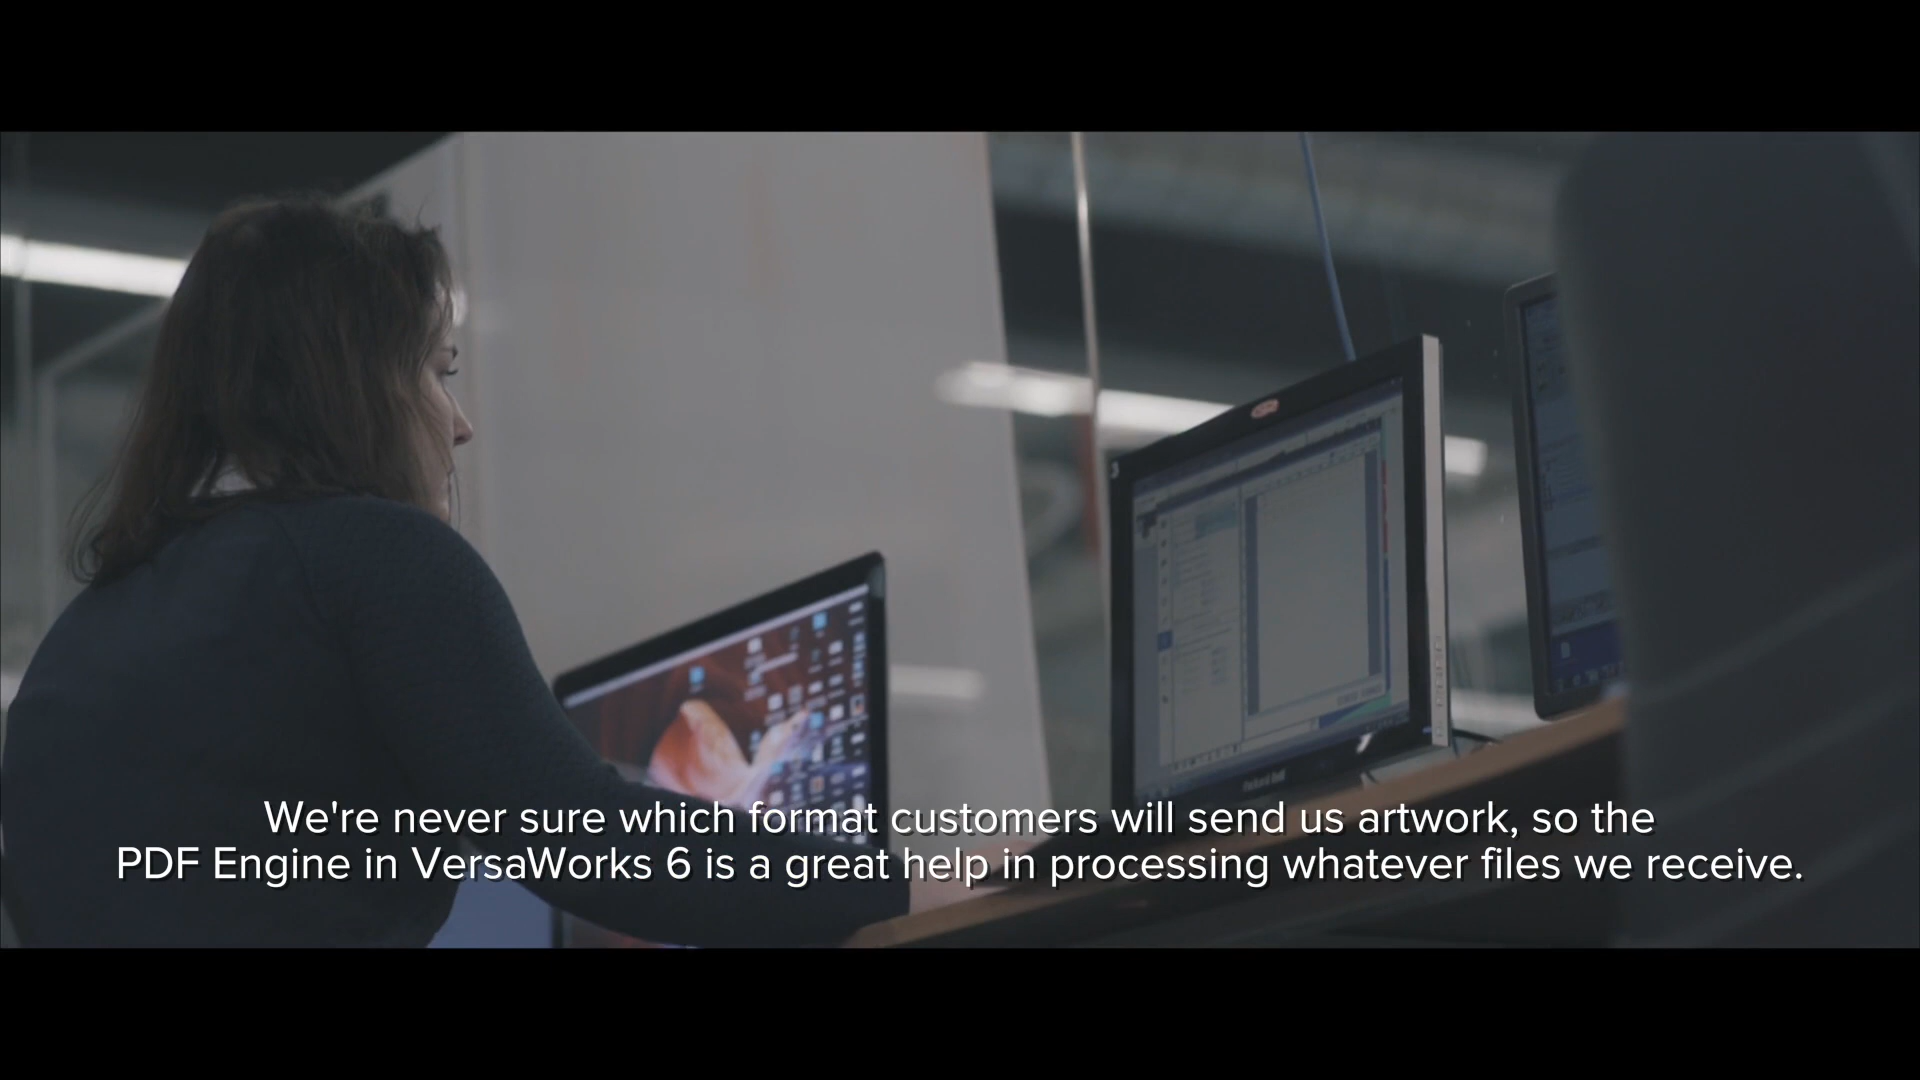 We're never sure which format customers will send us artwork, so the
PDF Engine in VersaWorks 6 is a great help in processing whatever files we receive.